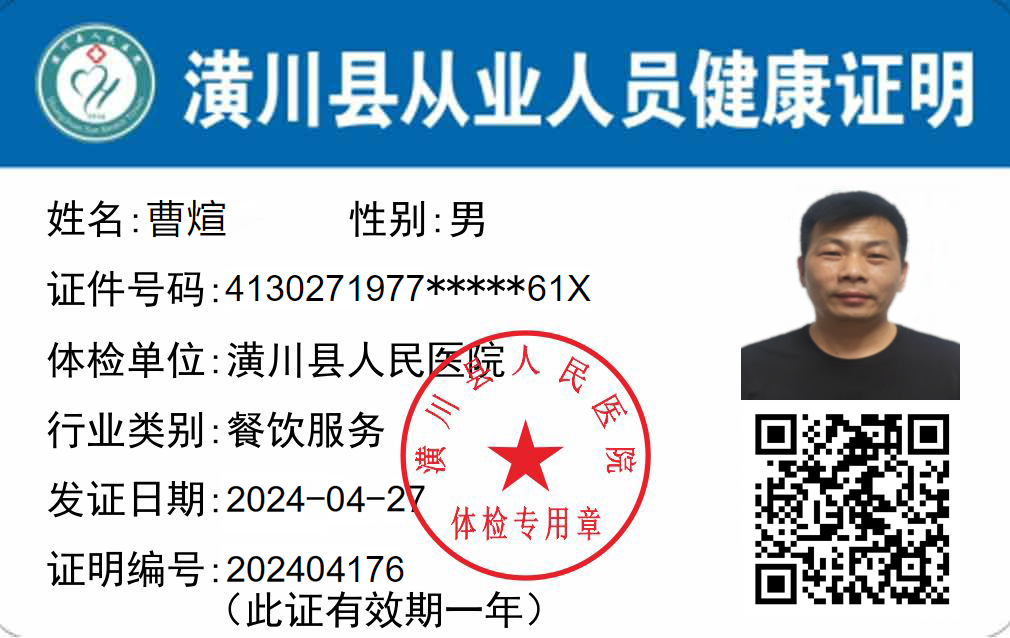 潢川县从业人员健康证明
姓名:曹煊 性别:男
证件号码:4130271977*****61X
体检单位:潢川县人民医院
行业类别:餐饮服务
发证日期:2024-04-27
证明编号:202404176
（此证有效期一年）
潢川县人民医院
体检专用章